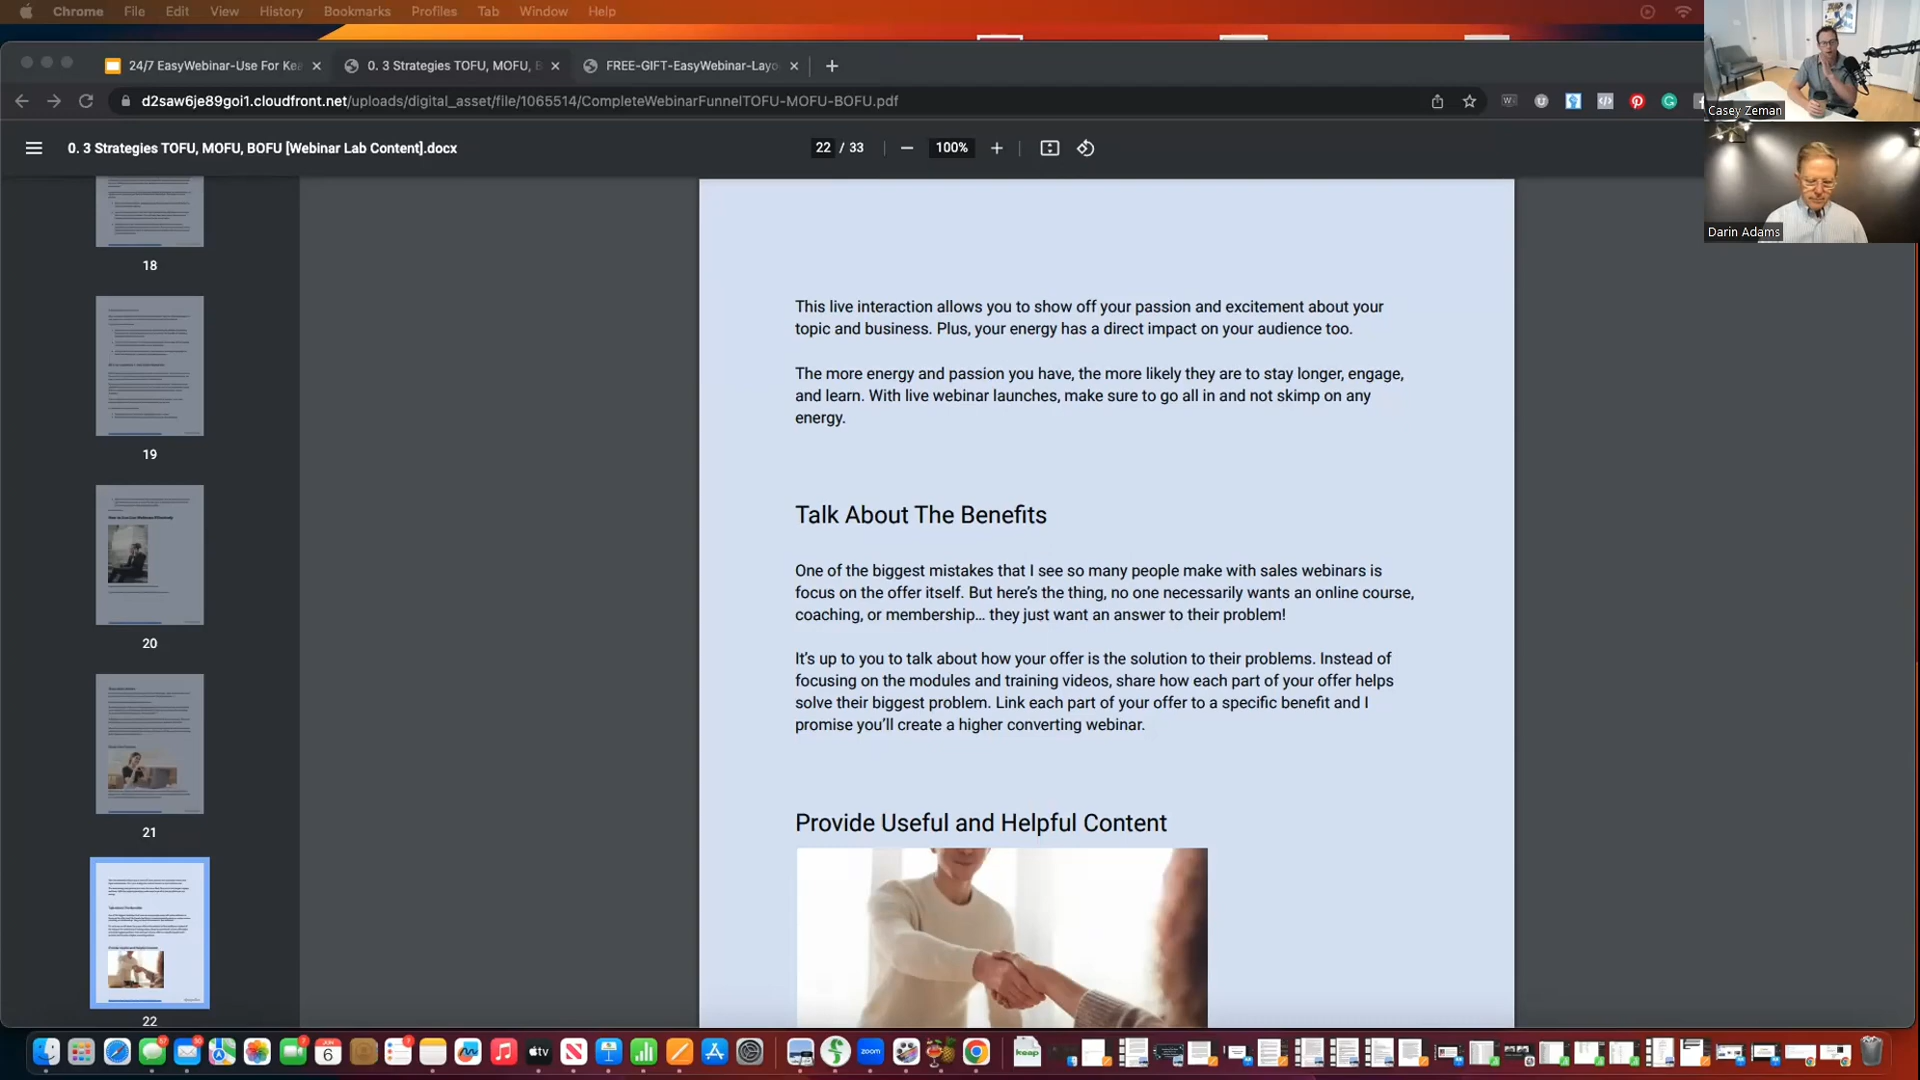 Chrome File Edit View History Bookmarks Profiles Tab Window Help
24/7 EasyWebinar-Use For Kea
0. 3 Strategies TOFU, MOFU, B
FREE-GIFT-EasyWebinar-Layo
d2saw6je89goi1.cloudfront.net/uploads/digital_asset/file/1065514/CompleteWebinarFunnelTOFU-MOFU-BOFU.pdf
Casey Zeman
0. 3 Strategies TOFU, MOFU, BOFU [Webinar Lab Content].docx
22 / 33
100%
Darin Adams
18
19
20
21
22
This live interaction allows you to show off your passion and excitement about your
topic and business. Plus, your energy has a direct impact on your audience too.
The more energy and passion you have, the more likely they are to stay longer, engage,
and learn. With live webinar launches, make sure to go all in and not skimp on any
energy.
Talk About The Benefits
One of the biggest mistakes that I see so many people make with sales webinars is
focus on the offer itself. But here’s the thing, no one necessarily wants an online course,
coaching, or membership… they just want an answer to their problem!
It’s up to you to talk about how your offer is the solution to their problems. Instead of
focusing on the modules and training videos, share how each part of your offer helps
solve their biggest problem. Link each part of your offer to a specific benefit and I
promise you’ll create a higher converting webinar.
Provide Useful and Helpful Content
6
tv
zoom
keap